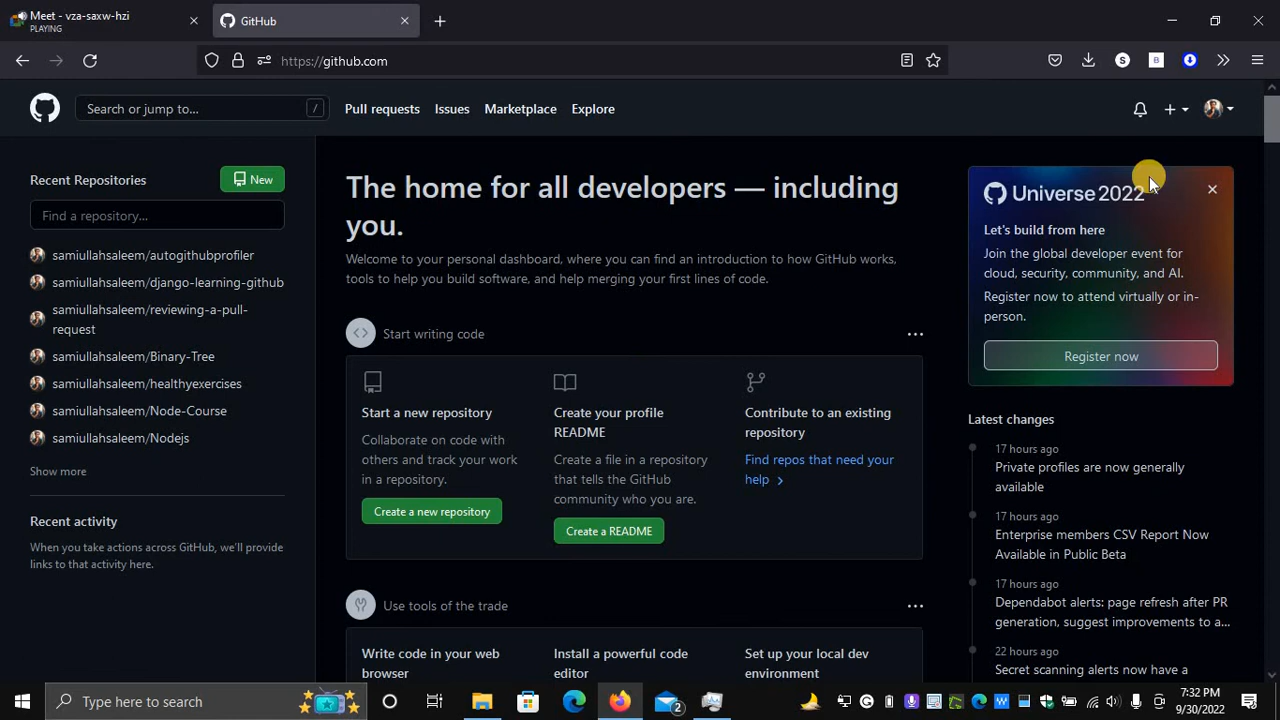 Meet - vza-saxw-hzi
PLAYING
GitHub
https://github.com
S
B
Search or jump to...
/
Pull requests
Issues
Marketplace
Explore
Recent Repositories
New
Find a repository...
samiullahsaleem/autogithubprofiler
samiullahsaleem/django-learning-github
samiullahsaleem/reviewing-a-pull-
request
samiullahsaleem/Binary-Tree
samiullahsaleem/healthyexercises
samiullahsaleem/Node-Course
samiullahsaleem/Nodejs
Show more
Recent activity
When you take actions across GitHub, we'll provide
links to that activity here.
The home for all developers — including
you.
Welcome to your personal dashboard, where you can find an introduction to how GitHub works,
tools to help you build software, and help merging your first lines of code.
Start writing code
Start a new repository
Collaborate on code with
others and track your work
in a repository.
Create a new repository
Create your profile
README
Create a file in a repository
that tells the GitHub
community who you are.
Create a README
Contribute to an existing
repository
Find repos that need your
help
Use tools of the trade
Write code in your web
browser
Install a powerful code
editor
Set up your local dev
environment
Universe 2022
Let's build from here
Join the global developer event for
cloud, security, community, and AI.
Register now to attend virtually or in-
person.
Register now
Latest changes
17 hours ago
Private profiles are now generally
available
17 hours ago
Enterprise members CSV Report Now
Available in Public Beta
17 hours ago
Dependabot alerts: page refresh after PR
generation, suggest improvements to a...
22 hours ago
Secret scanning alerts now have a
Type here to search
2
7:32 PM
9/30/2022